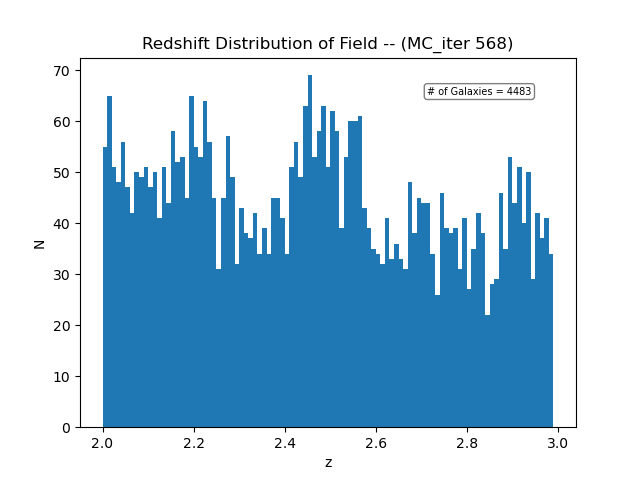 Redshift Distribution of Field -- (MC_iter 568)
# of Galaxies = 4483
N
70
60
50
40
30
20
10
0
2.0 2.2 2.4 2.6 2.8 3.0
z